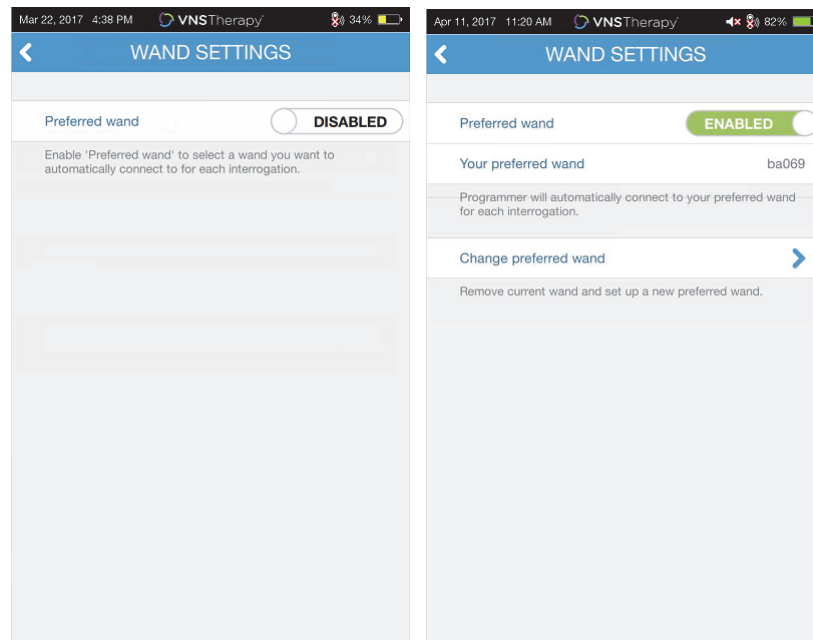 Mar 22, 2017 4:38 PM VNSTherapy 34%
WAND SETTINGS
Preferred wand DISABLED
Enable 'Preferred wand' to select a wand you want to
automatically connect to for each interrogation.
Apr 11, 2017 11:20 AM VNSTherapy 82%
WAND SETTINGS
Preferred wand ENABLED
Your preferred wand ba069
Programmer will automatically connect to your preferred wand
for each interrogation.
Change preferred wand
Remove current wand and set up a new preferred wand.